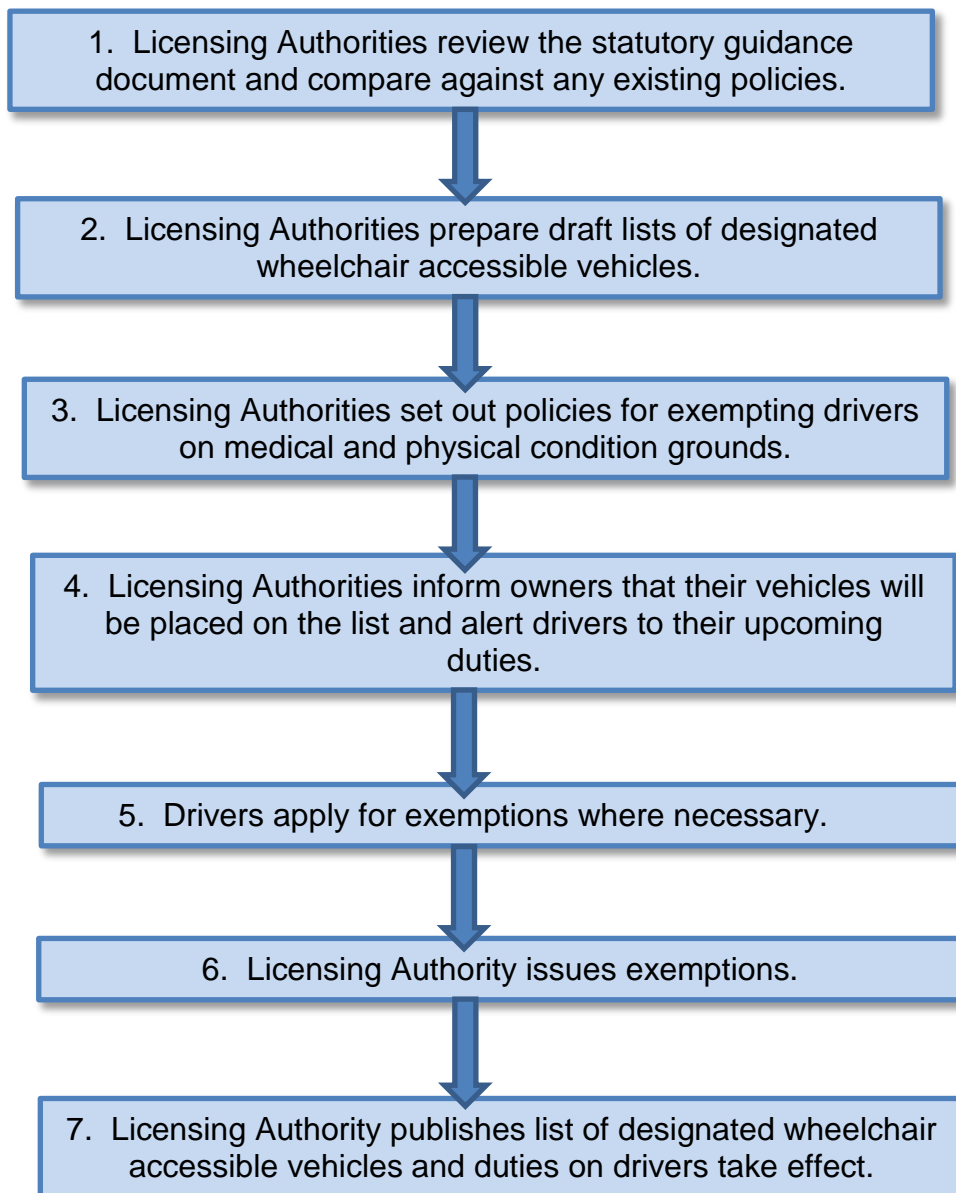 1. Licensing Authorities review the statutory guidance
document and compare against any existing policies.
2. Licensing Authorities prepare draft lists of designated
wheelchair accessible vehicles.
3. Licensing Authorities set out policies for exempting drivers
on medical and physical condition grounds.
4. Licensing Authorities inform owners that their vehicles will
be placed on the list and alert drivers to their upcoming
duties.
5. Drivers apply for exemptions where necessary.
6. Licensing Authority issues exemptions.
7. Licensing Authority publishes list of designated wheelchair
accessible vehicles and duties on drivers take effect.